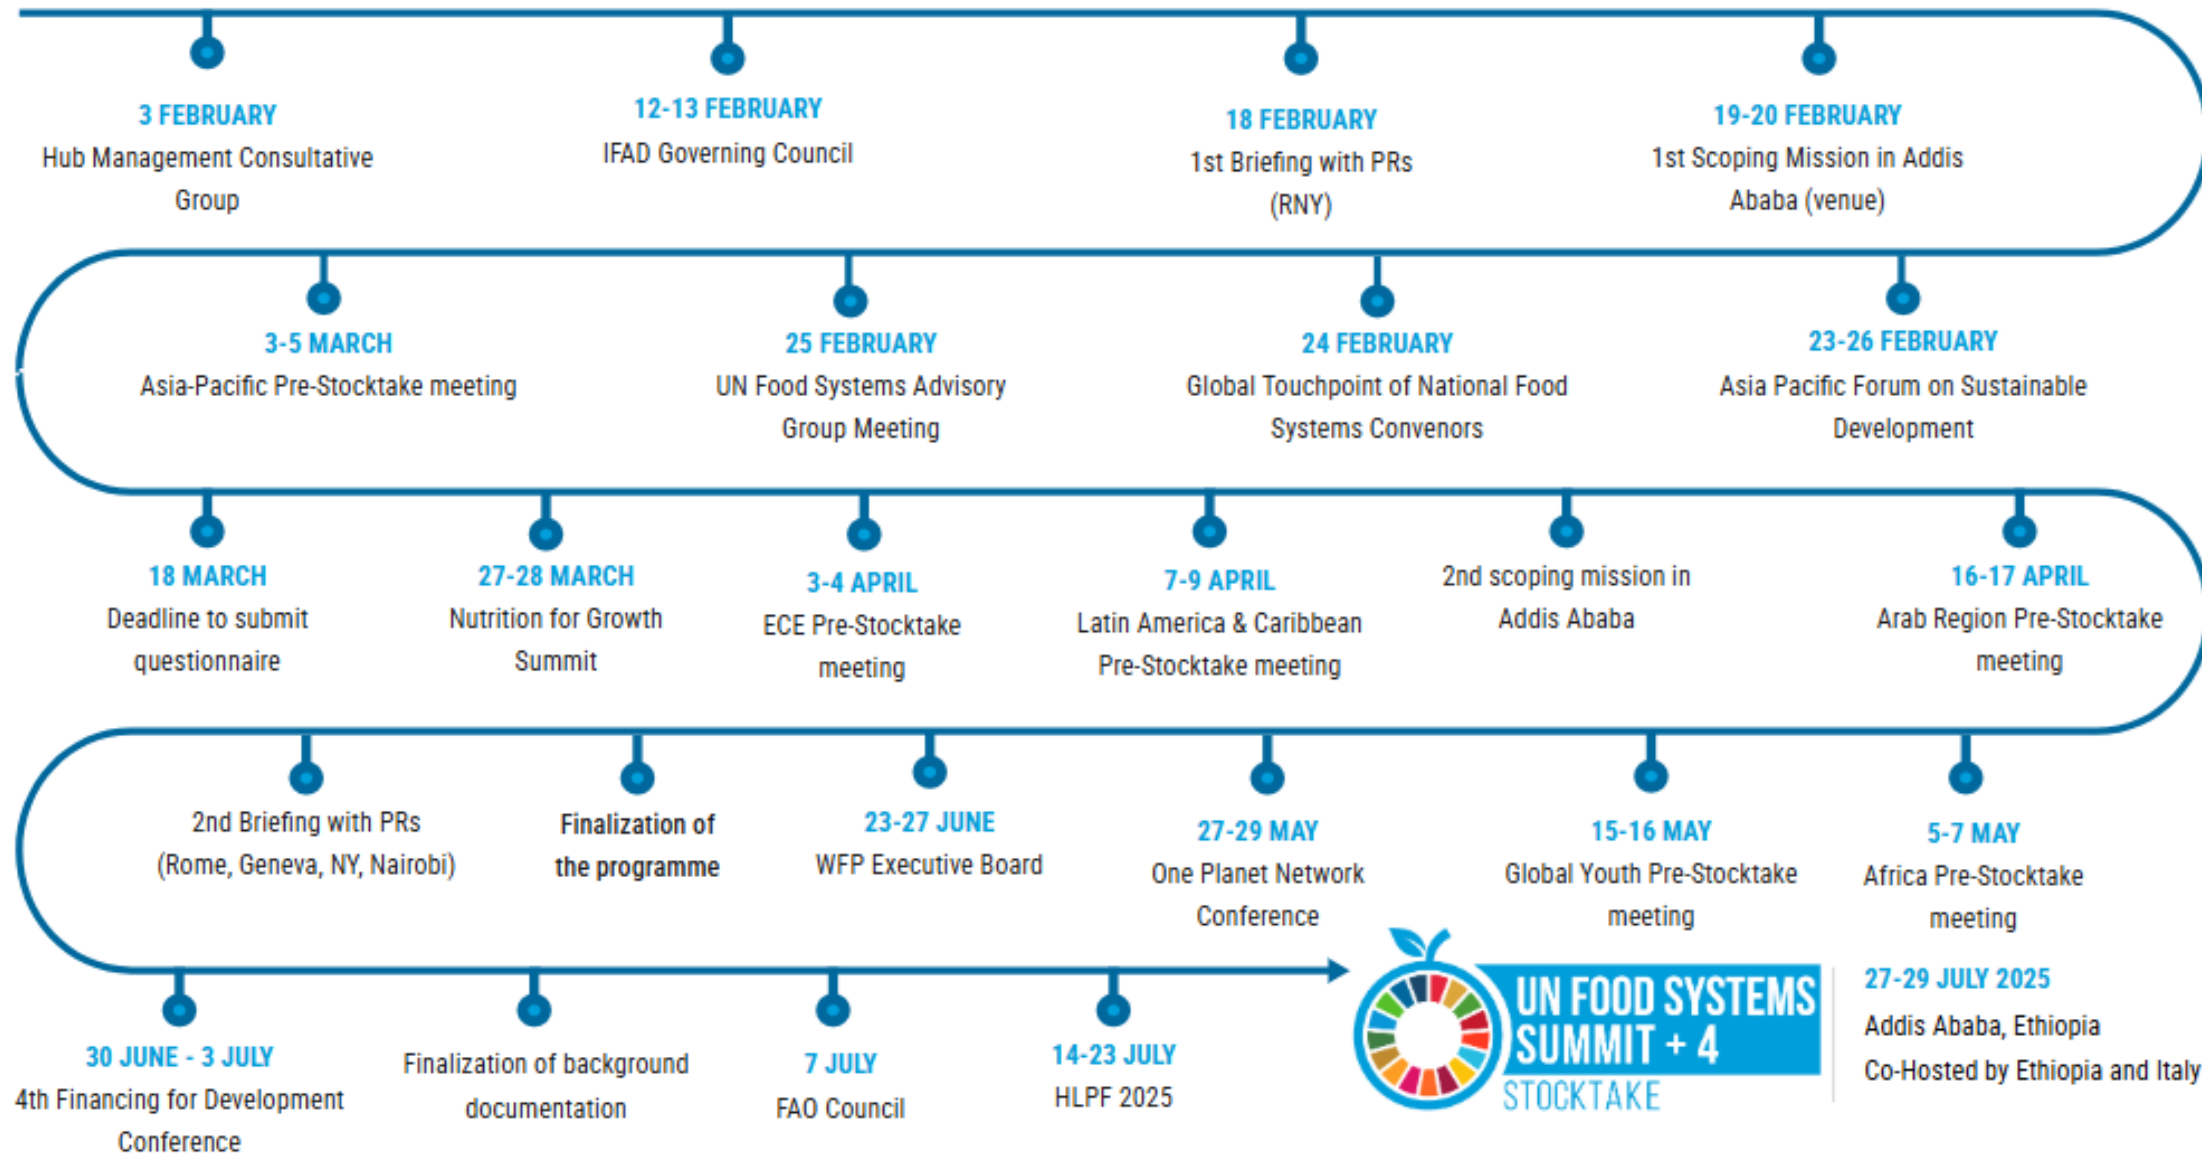 3 FEBRUARY
Hub Management Consultative
Group
12-13 FEBRUARY
IFAD Governing Council
18 FEBRUARY
1st Briefing with PRs
(RNY)
19-20 FEBRUARY
1st Scoping Mission in Addis
Ababa (venue)
3-5 MARCH
Asia-Pacific Pre-Stocktake meeting
25 FEBRUARY
UN Food Systems Advisory
Group Meeting
24 FEBRUARY
Global Touchpoint of National Food
Systems Convenors
23-26 FEBRUARY
Asia Pacific Forum on Sustainable
Development
18 MARCH
Deadline to submit
questionnaire
27-28 MARCH
Nutrition for Growth
Summit
3-4 APRIL
ECE Pre-Stocktake
meeting
7-9 APRIL
Latin America & Caribbean
Pre-Stocktake meeting
2nd scoping mission in
Addis Ababa
16-17 APRIL
Arab Region Pre-Stocktake
meeting
2nd Briefing with PRs
(Rome, Geneva, NY, Nairobi)
Finalization of
the programme
23-27 JUNE
WFP Executive Board
27-29 MAY
One Planet Network
Conference
15-16 MAY
Global Youth Pre-Stocktake
meeting
5-7 MAY
Africa Pre-Stocktake
meeting
30 JUNE - 3 JULY
4th Financing for Development
Conference
Finalization of background
documentation
7 JULY
FAO Council
14-23 JULY
HLPF 2025
UN FOOD SYSTEMS
SUMMIT + 4
STOCKTAKE
27-29 JULY 2025
Addis Ababa, Ethiopia
Co-Hosted by Ethiopia and Italy